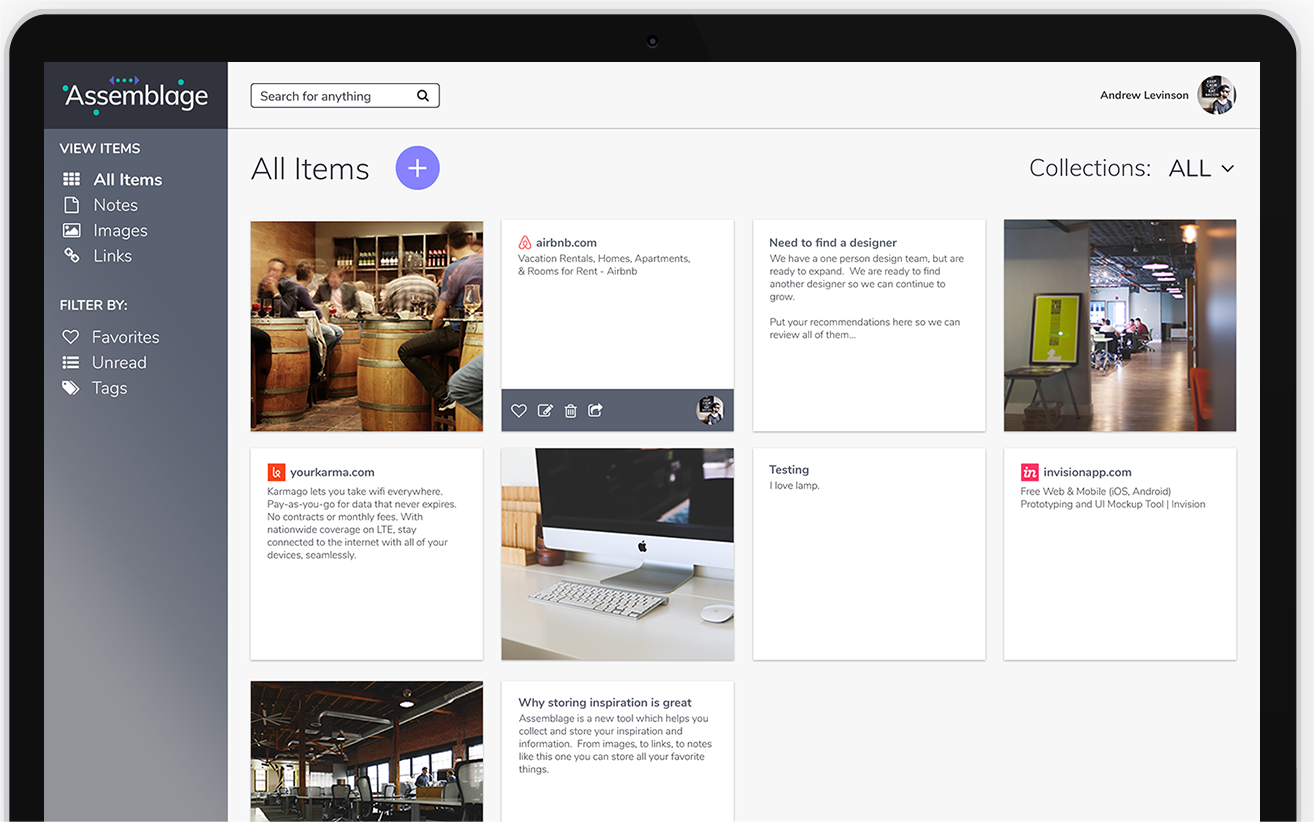 Assemblage
Search for anything
Andrew Levinson
VIEW ITEMS
All Items
Notes
Images
Links
FILTER BY:
Favorites
Unread
Tags
All Items
Collections: ALL
airbnb.com
Vacation Rentals, Homes, Apartments,
& Rooms for Rent - Airbnb
Need to find a designer
We have a one person design team, but are
ready to expand.  We are ready to find
another designer so we can continue to
grow.
Put your recommendations here so we can
review all of them...
yourkarma.com
Karmago lets you take wifi everywhere.
Pay-as-you-go for data that never expires.
No contracts or monthly fees. With
nationwide coverage on LTE, stay
connected to the internet with all of your
devices, seamlessly.
Testing
I love lamp.
in invisionapp.com
Free Web & Mobile (iOS, Android)
Prototyping and UI Mockup Tool | Invision
Why storing inspiration is great
Assemblage is a new tool which helps you
collect and store your inspiration and
information.  From images, to links, to notes
like this one you can store all your favorite
things.